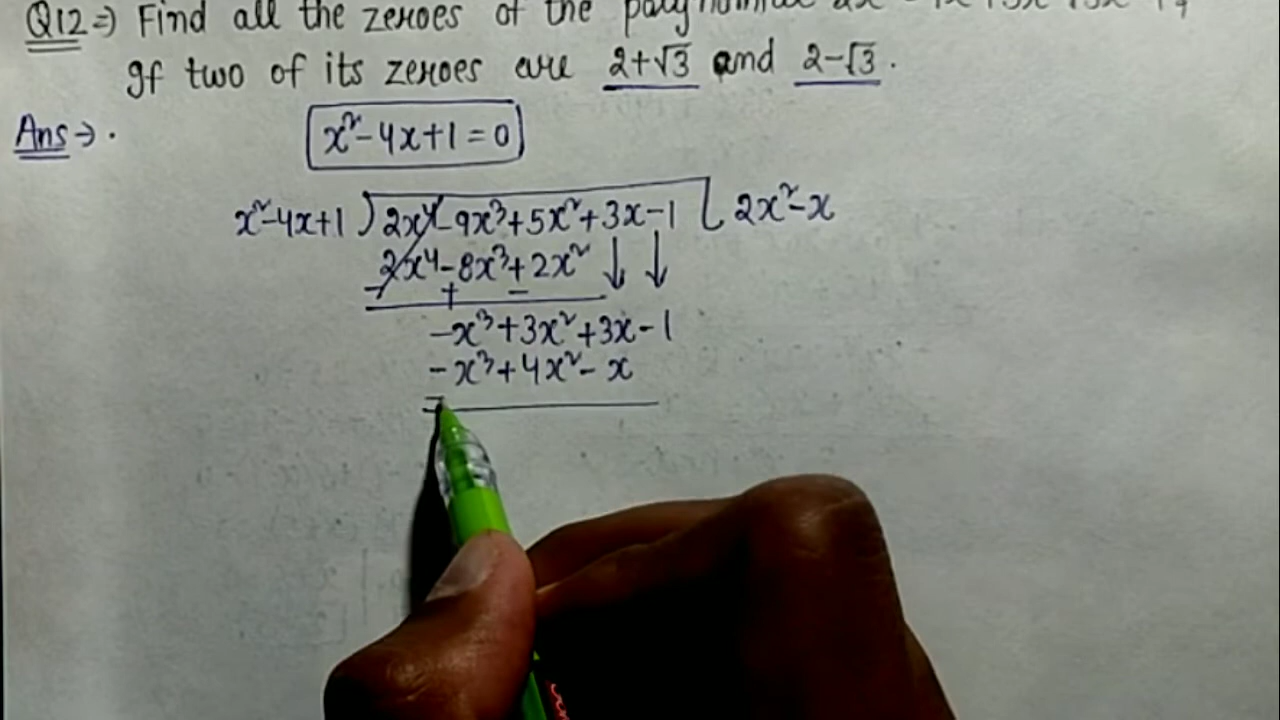 Q12 ⇒ Find all the zeroes of the polynomial
If two of its zeroes are 2+√3 and 2-√3.
Ans → . x²-4x+1=0
x²-4x+1 ) 2x⁴-9x³+5x²+3x-1 ( 2x²-x
2x⁴-8x³+2x²
- + -
-x³+3x²+3x-1
-x³+4x²-x